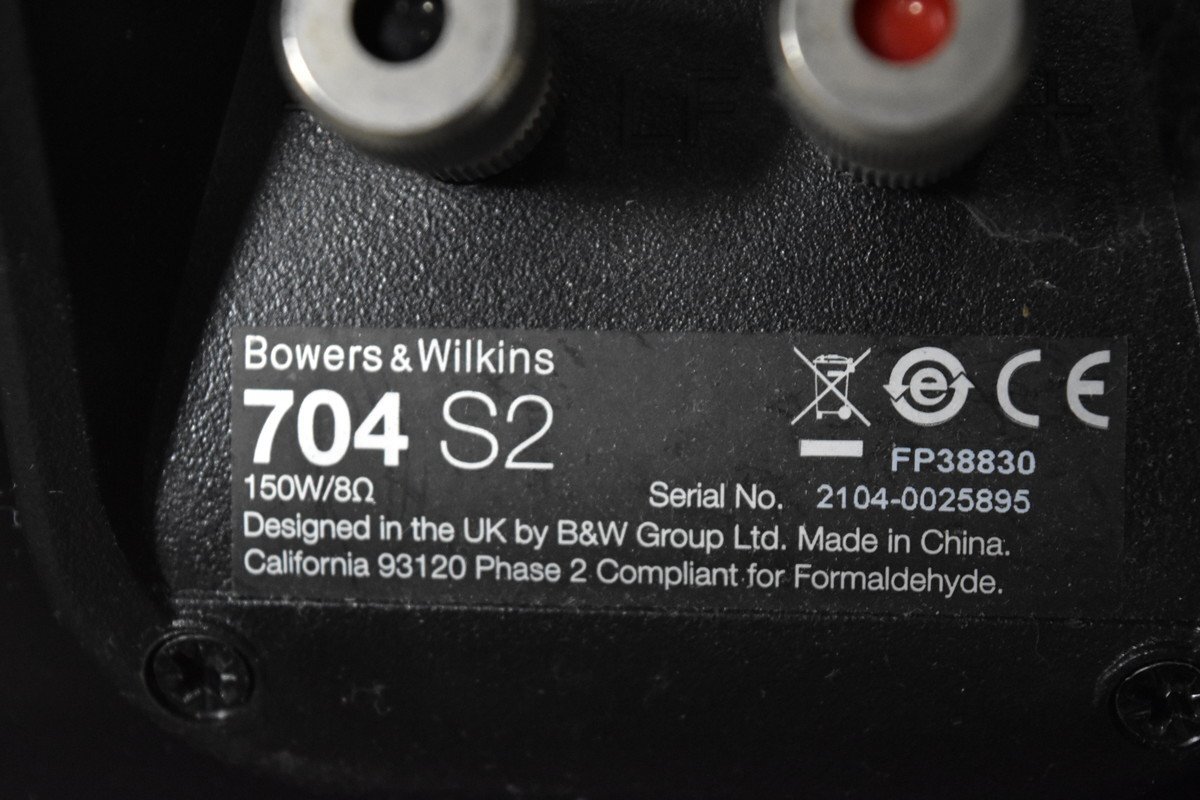 Bowers & Wilkins
704 S2
150W/8Ω
FP38830
Serial No. 2104-0025895
Designed in the UK by B&W Group Ltd. Made in China.
California 93120 Phase 2 Compliant for Formaldehyde.